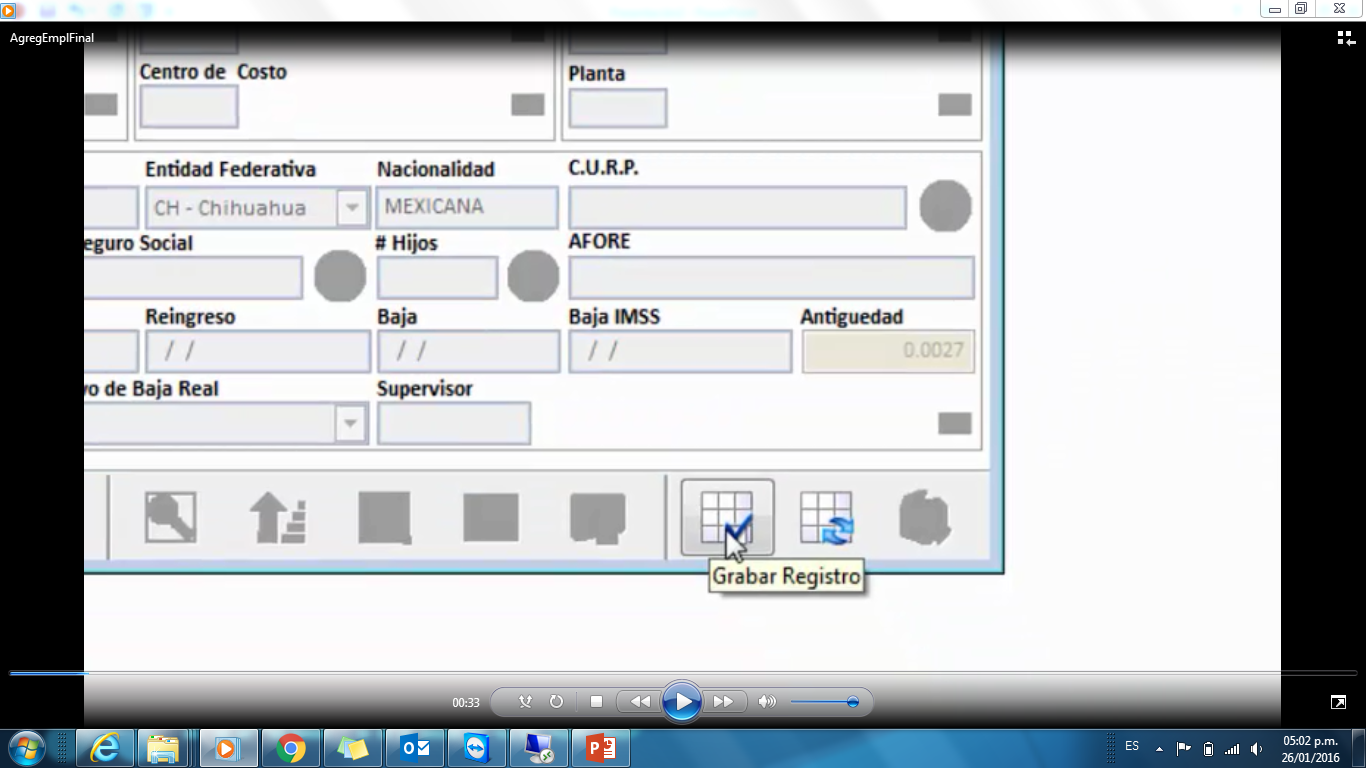 AgregEmplFinal
Centro de Costo
Planta
Entidad Federativa
Nacionalidad
C.U.R.P.
CH - Chihuahua
MEXICANA
eguro Social
# Hijos
AFORE
Reingreso
Baja
Baja IMSS
Antiguedad
/ /
/ /
/ /
0.0027
vo de Baja Real
Supervisor
Grabar Registro
00:33
ES
05:02 p.m.
26/01/2016